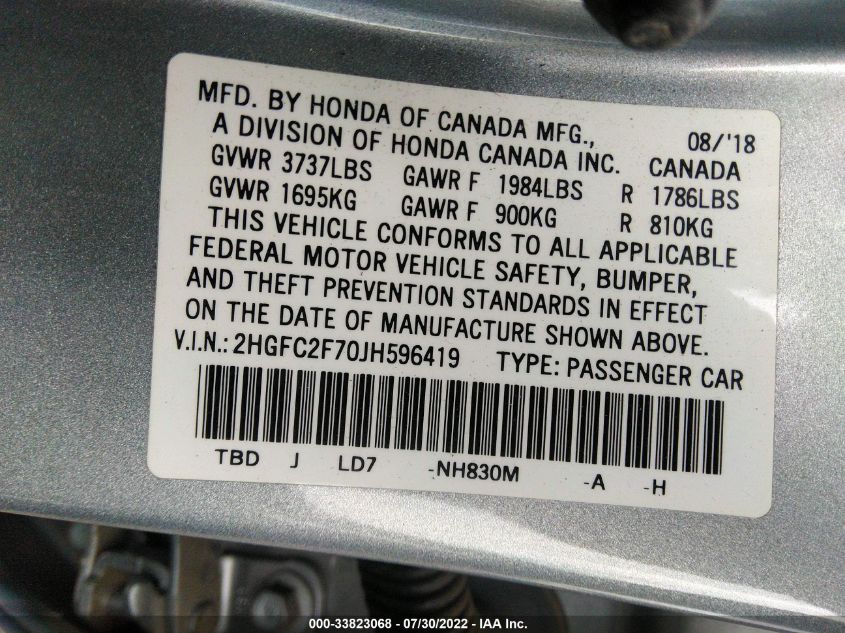 MFD. BY HONDA OF CANADA MFG., 08/'18
A DIVISION OF HONDA CANADA INC. CANADA
GVWR 3737LBS GAWR F 1984LBS R 1786LBS
GVWR 1695KG GAWR F 900KG R 810KG
THIS VEHICLE CONFORMS TO ALL APPLICABLE
FEDERAL MOTOR VEHICLE SAFETY, BUMPER,
AND THEFT PREVENTION STANDARDS IN EFFECT
ON THE DATE OF MANUFACTURE SHOWN ABOVE.
V.I.N.: 2HGFC2F70JH596419 TYPE: PASSENGER CAR
TBD J LD7 -NH830M -A -H
000-33823068 - 07/30/2022 - IAA Inc.